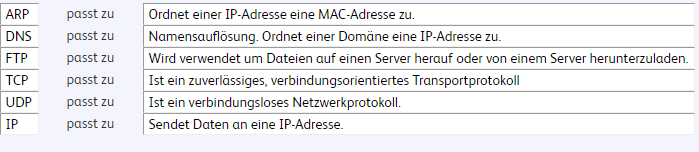 ARP passt zu Ordnet einer IP-Adresse eine MAC-Adresse zu.
DNS passt zu Namensauflösung. Ordnet einer Domäne eine IP-Adresse zu.
FTP passt zu Wird verwendet um Dateien auf einen Server herauf oder von einem Server herunterzuladen.
TCP passt zu Ist ein zuverlässiges, verbindungsorientiertes Transportprotokoll
UDP passt zu Ist ein verbindungsloses Netzwerkprotokoll.
IP passt zu Sendet Daten an eine IP-Adresse.